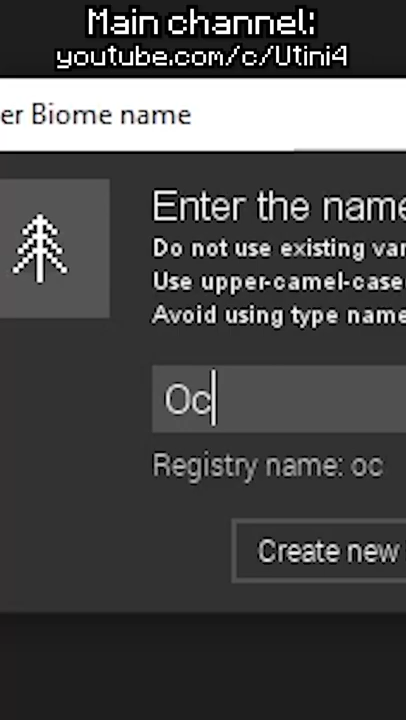 Main channel:
youtube.com/c/Utini4
er Biome name
Enter the name
Do not use existing var
Use upper-camel-case
Avoid using type name
Oc
Registry name: oc
Create new